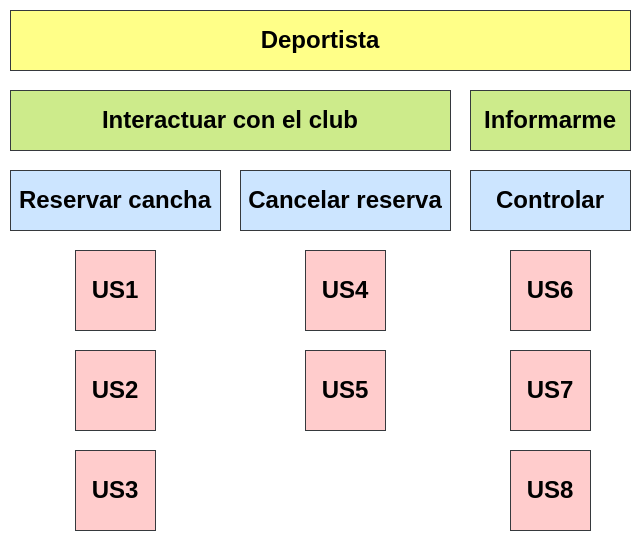 Deportista
Interactuar con el club
Informarme
Reservar cancha
Cancelar reserva
Controlar
US1
US4
US6
US2
US5
US7
US3
US8